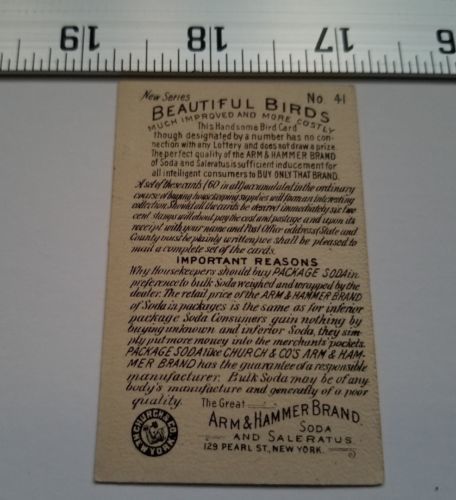 19 18 17 6
New Series No. 41
BEAUTIFUL BIRDS
MUCH IMPROVED AND MORE COSTLY
This Handsome Bird Card
though designated by a number has no con-
nection with any Lottery and does not draw a prize.
The perfect quality of the ARM & HAMMER BRAND
of Soda and Saleratus is sufficient inducement for
all intelligent consumers to BUY ONLY THAT BRAND.
A set of these cards (60 in all) accumulated in the ordinary
course of buying housekeeping supplies will form an interesting
collection. Should all the cards be desired immediately six two
cent stamps will about pay the cost and postage and upon its
receipt with your name and Post Office address (State and
County must be plainly written) we shall be pleased to
mail a complete set of the cards.
IMPORTANT REASONS
Why Housekeepers should buy PACKAGE SODA in
preference to bulk Soda weighed and wrapped by the
dealer. The retail price of the ARM & HAMMER BRAND
of Soda in packages is the same as for inferior
package Soda Consumers gain nothing by
buying unknown and inferior Soda, they sim-
ply put more money into the merchants' pockets.
PACKAGE SODA like CHURCH & CO'S ARM & HAM-
MER BRAND has the guarantee of a responsible
manufacturer. Bulk Soda may be of any
body's manufacture and generally of a poor
quality.
The Great
ARM & HAMMER BRAND
SODA
AND SALERATUS
129 PEARL ST., NEW YORK.
CHURCH & CO.